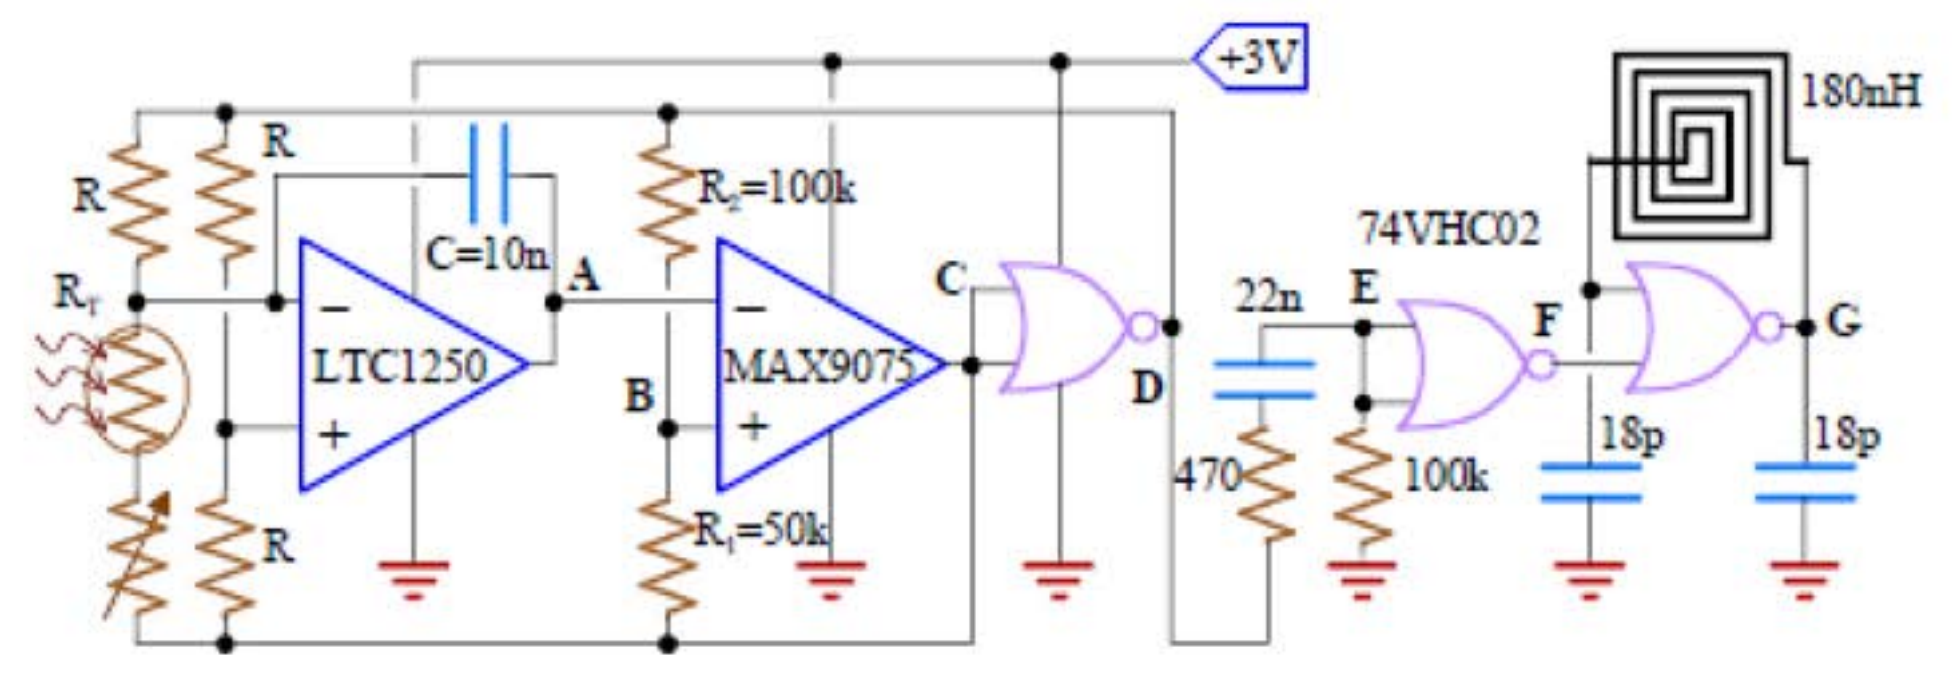 +3V
180nH
R
R
R₂=100k
C=10n
A
74VHC02
R_T
C
22n
E
F
G
−
−
LTC1250
MAX9075
B
D
+
+
18p
18p
470
100k
R
R₁=50k